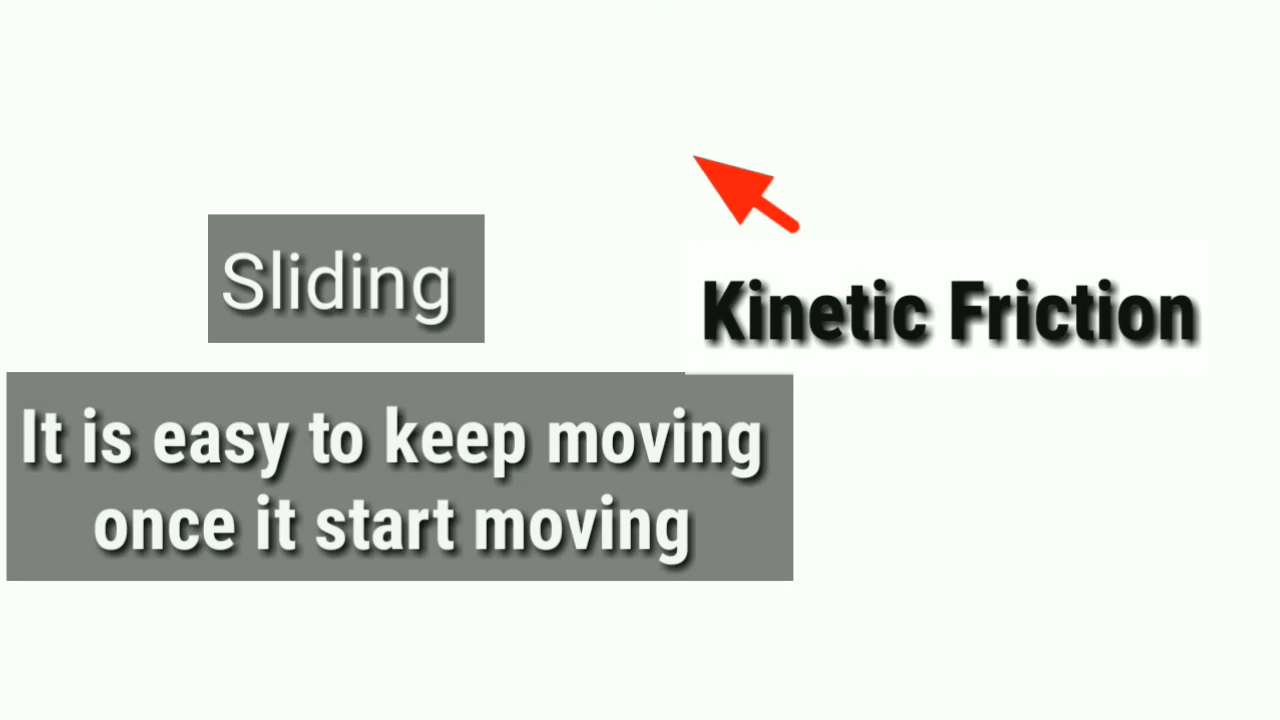 Sliding
Kinetic Friction
It is easy to keep moving
once it start moving